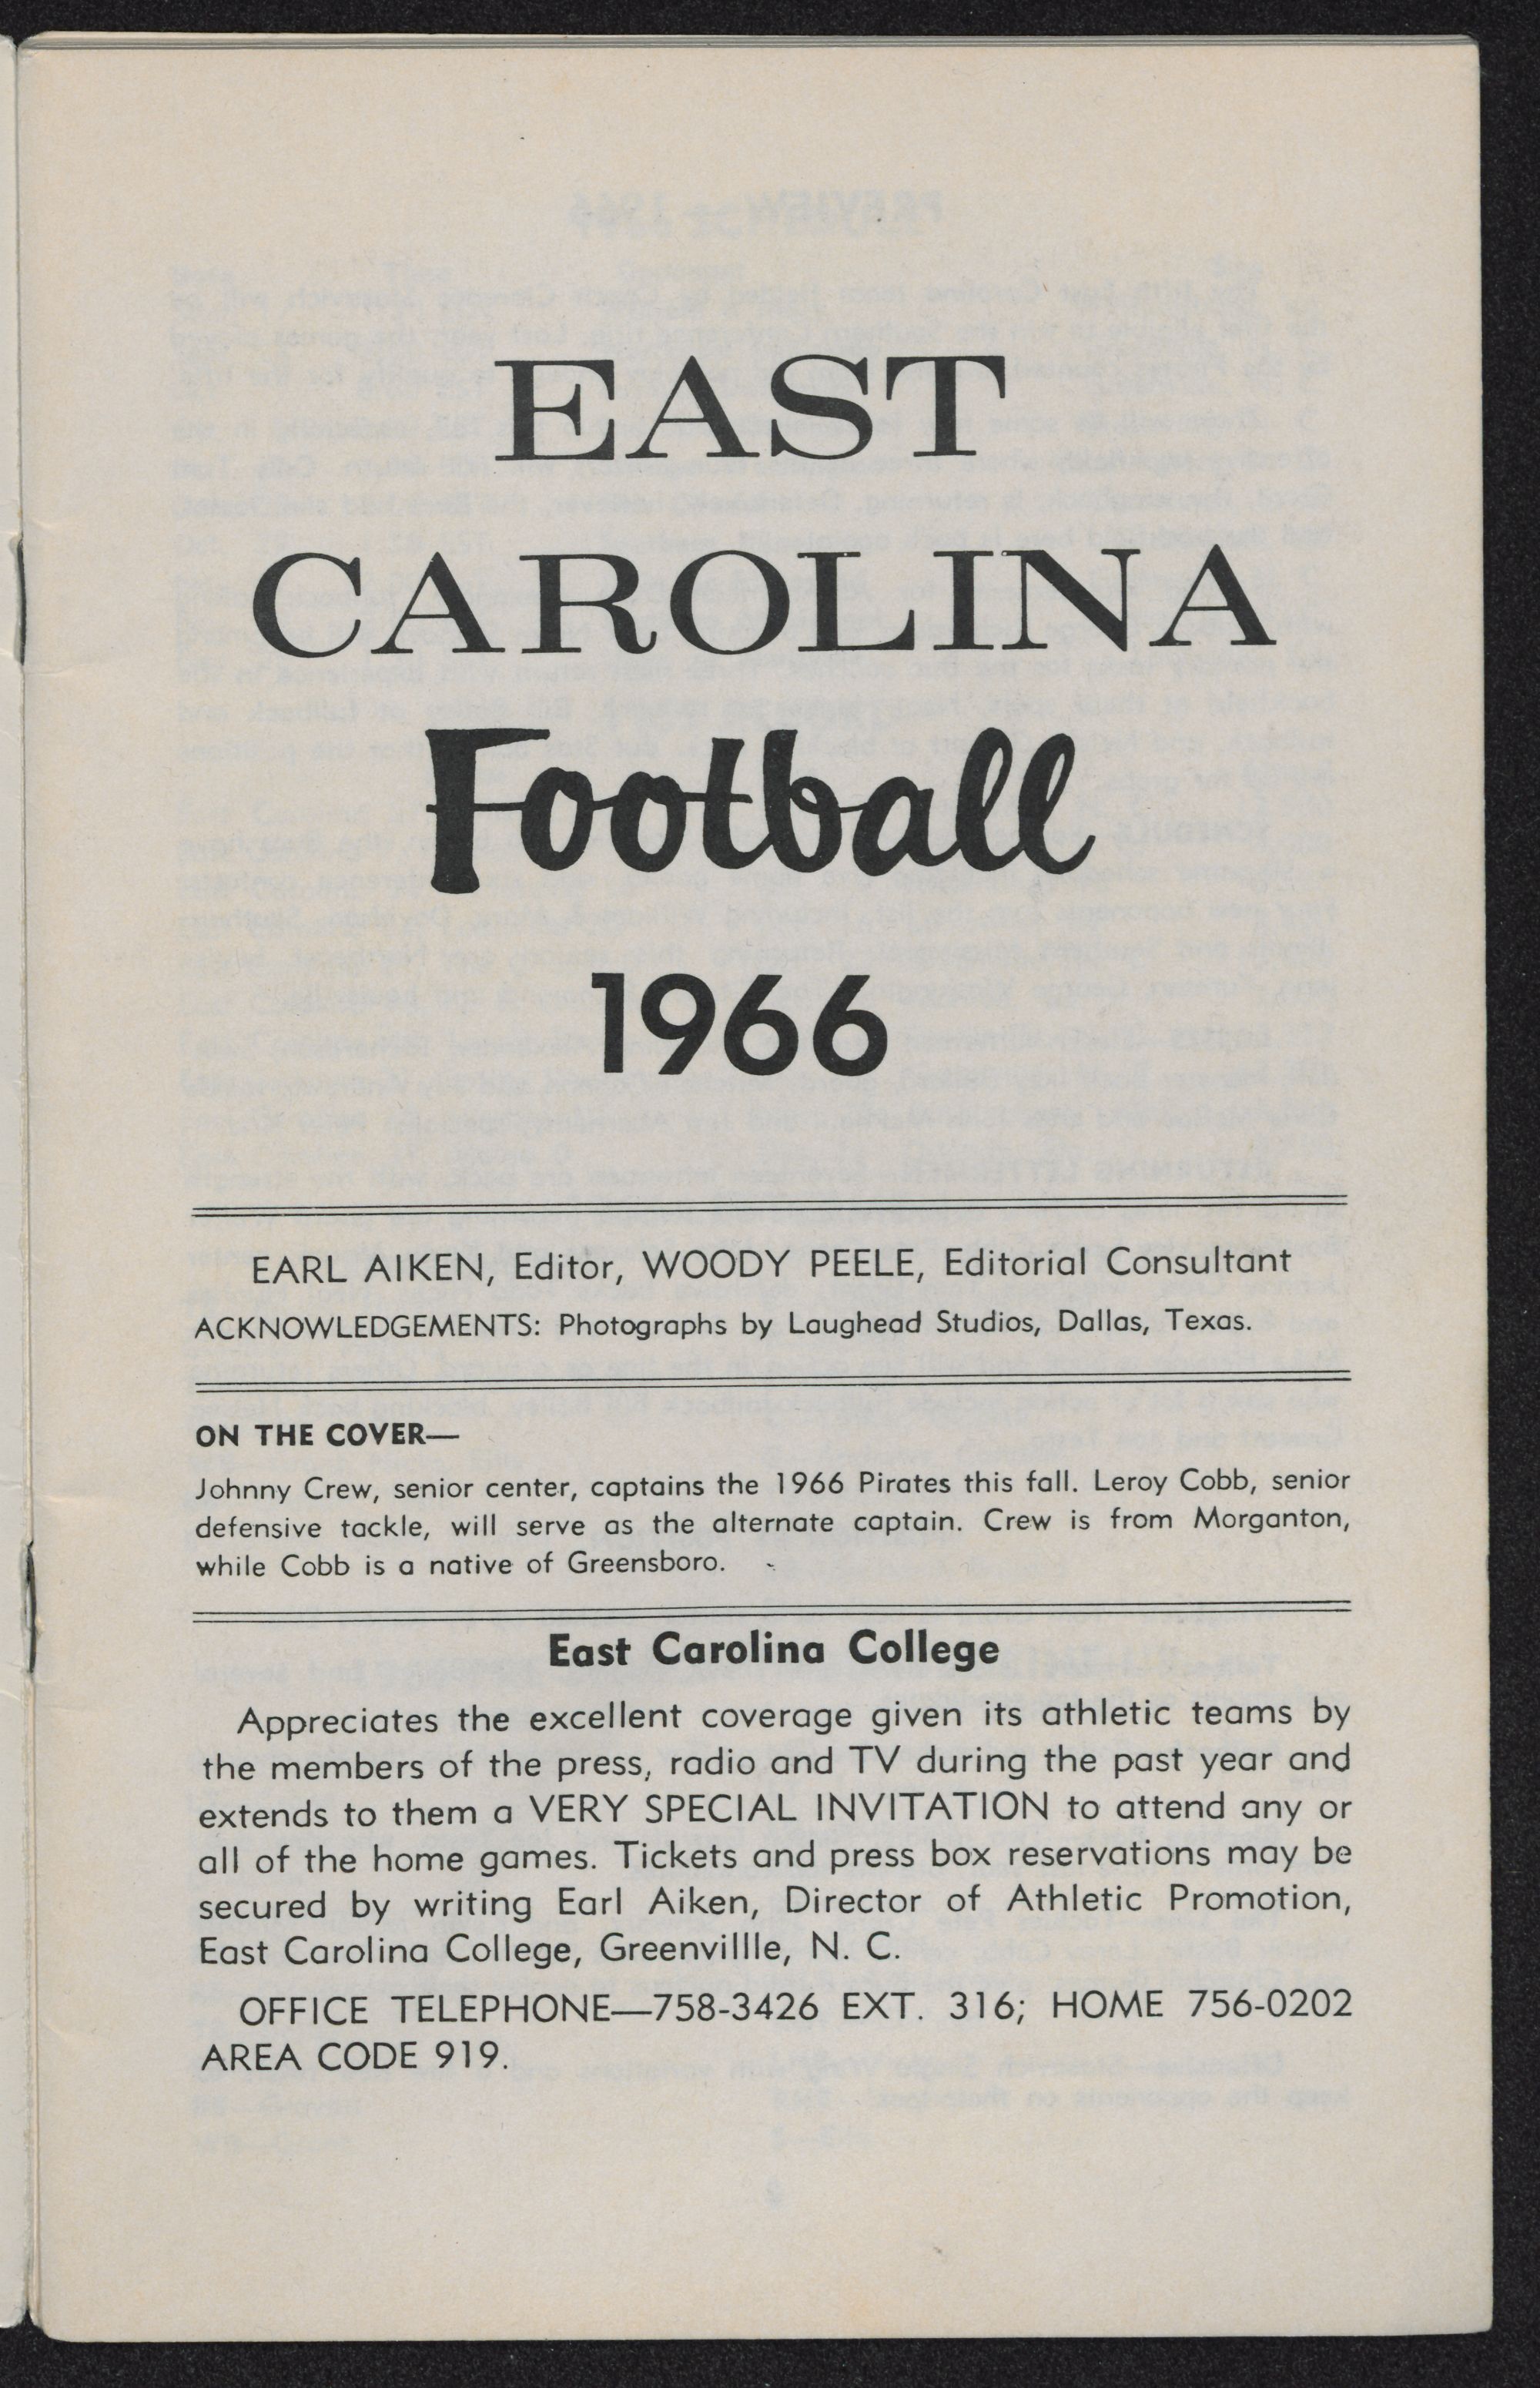 EAST
CAROLINA
Football
1966
EARL AIKEN, Editor, WOODY PEELE, Editorial Consultant
ACKNOWLEDGEMENTS: Photographs by Laughead Studios, Dallas, Texas.
ON THE COVER—
Johnny Crew, senior center, captains the 1966 Pirates this fall. Leroy Cobb, senior
defensive tackle, will serve as the alternate captain. Crew is from Morganton,
while Cobb is a native of Greensboro.
East Carolina College
Appreciates the excellent coverage given its athletic teams by
the members of the press, radio and TV during the past year and
extends to them a VERY SPECIAL INVITATION to attend any or
all of the home games. Tickets and press box reservations may be
secured by writing Earl Aiken, Director of Athletic Promotion,
East Carolina College, Greenvillle, N. C.
OFFICE TELEPHONE—758-3426 EXT. 316; HOME 756-0202
AREA CODE 919.